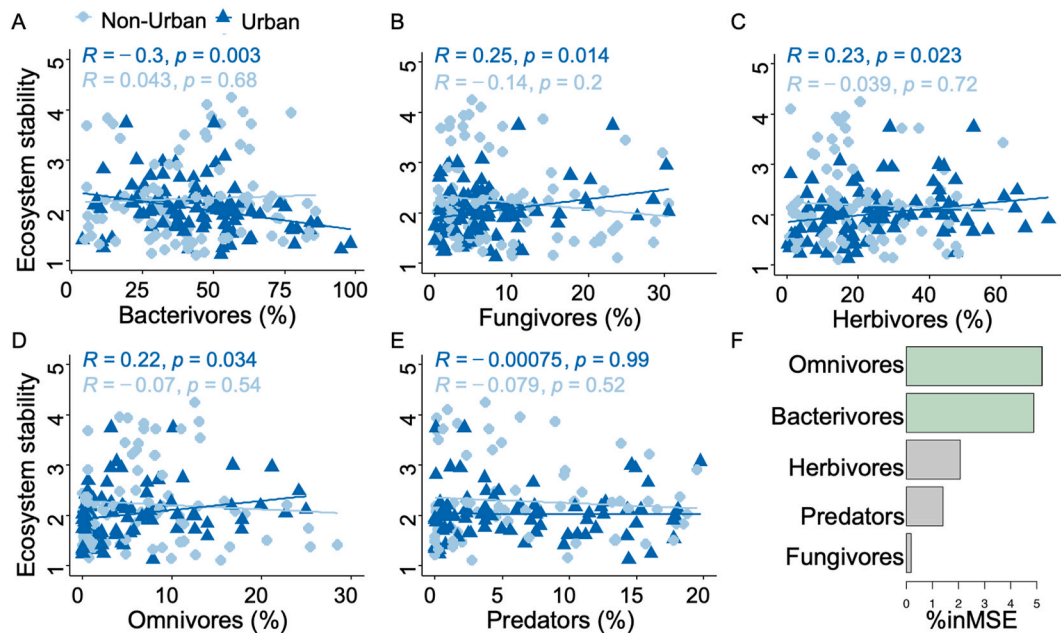 A Non-Urban Urban
R = −0.3, p = 0.003
R = 0.043, p = 0.68
Ecosystem stability
5
4
3
2
1
0 25 50 75 100
Bacterivores (%)
B
R = 0.25, p = 0.014
R = −0.14, p = 0.2
5
4
3
2
1
0 10 20 30
Fungivores (%)
C
R = 0.23, p = 0.023
R = −0.039, p = 0.72
5
4
3
2
1
0 20 40 60
Herbivores (%)
D
R = 0.22, p = 0.034
R = −0.07, p = 0.54
Ecosystem stability
5
4
3
2
1
0 10 20 30
Omnivores (%)
E
R = −0.00075, p = 0.99
R = −0.079, p = 0.52
5
4
3
2
1
0 5 10 15 20
Predators (%)
F
Omnivores
Bacterivores
Herbivores
Predators
Fungivores
0 1 2 3 4 5
%inMSE